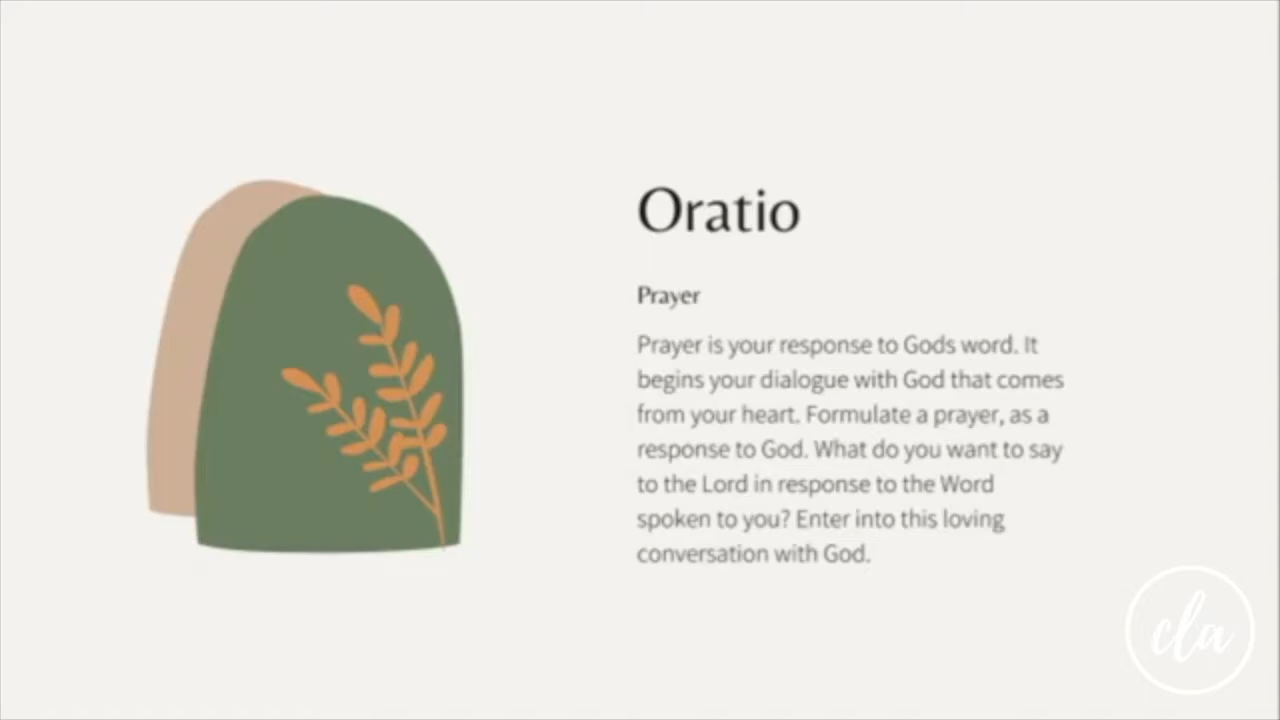 Oratio
Prayer
Prayer is your response to Gods word. It
begins your dialogue with God that comes
from your heart. Formulate a prayer, as a
response to God. What do you want to say
to the Lord in response to the Word
spoken to you? Enter into this loving
conversation with God.
cla